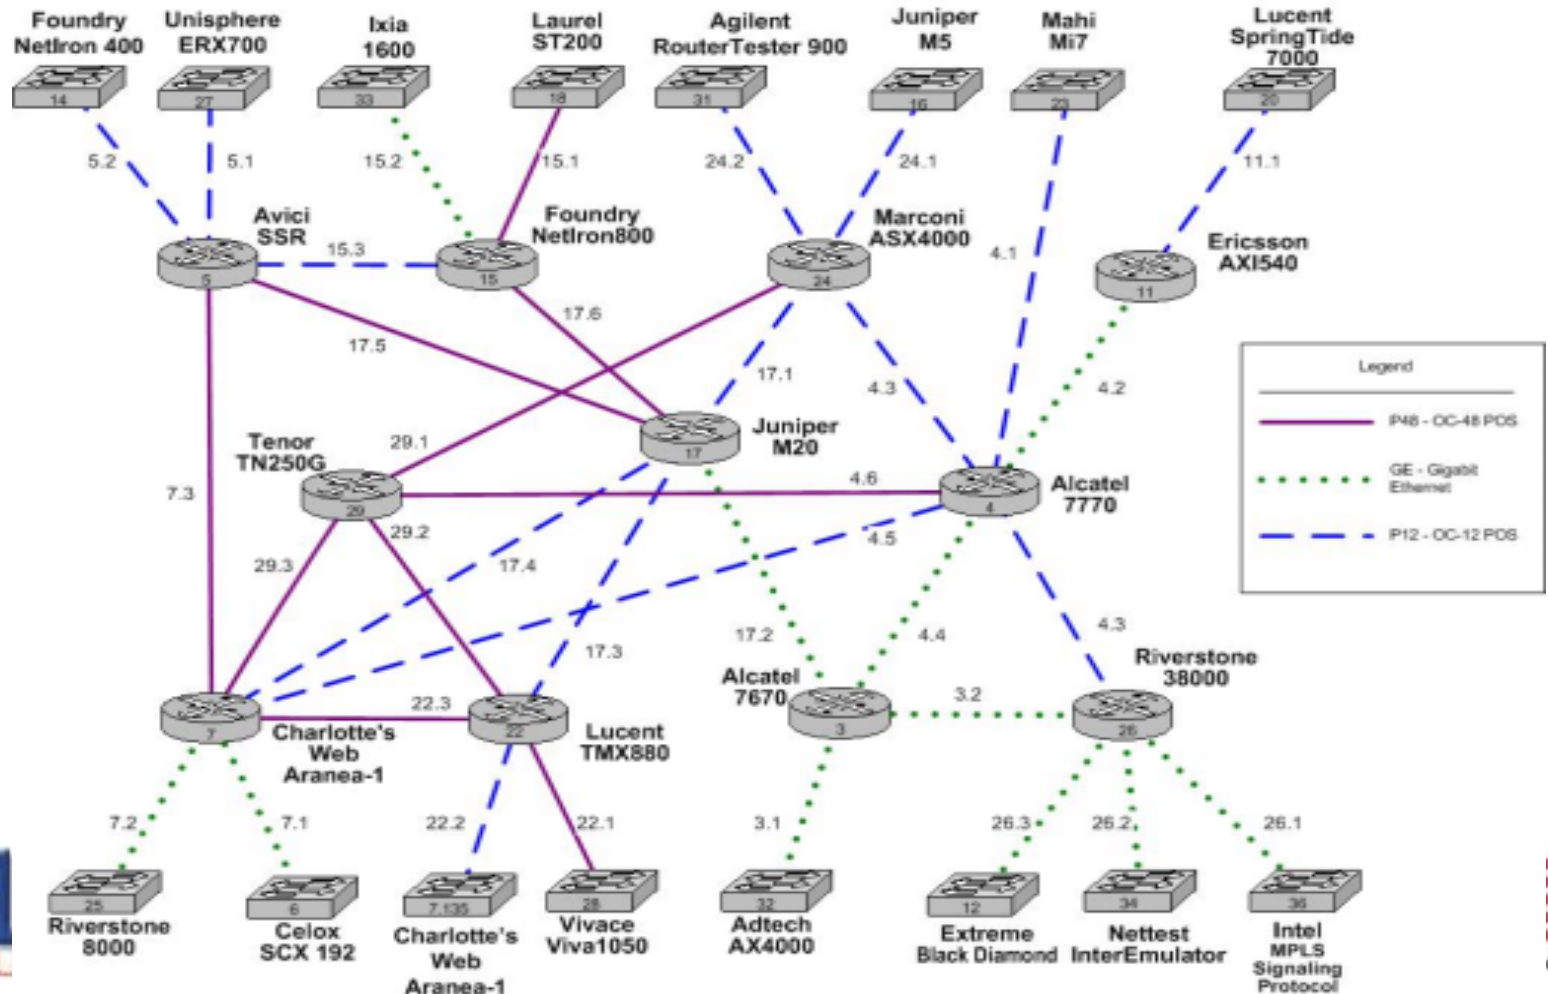 Foundry
NetIron 400
Unisphere
ERX700
Ixia
1600
Laurel
ST200
Agilent
RouterTester 900
Juniper
M5
Mahi
Mi7
Lucent
SpringTide
7000
14
27
33
18
31
16
23
20
5.2
5.1
15.2
15.1
24.2
24.1
11.1
Avici
SSR
Foundry
NetIron800
Marconi
ASX4000
Ericsson
AXI540
15.3
4.1
5
15
24
11
17.6
17.5
17.1
4.3
4.2
Legend
P48 - OC-48 POS
GE - Gigabit
Ethernet
P12 - OC-12 POS
Tenor
TN250G
29.1
Juniper
M20
17
4.6
Alcatel
7770
4
29
7.3
29.2
29.3
17.4
4.5
17.2
4.4
4.3
17.3
Alcatel
7670
Riverstone
38000
22.3
3.2
7
22
3
26
Charlotte's
Web
Aranea-1
Lucent
TMX880
7.2
7.1
22.2
22.1
3.1
26.3
26.2
26.1
25
6
7.135
28
32
12
34
36
Riverstone
8000
Celox
SCX 192
Charlotte's
Web
Aranea-1
Vivace
Viva1050
Adtech
AX4000
Extreme
Black Diamond
Nettest
InterEmulator
Intel
MPLS
Signaling
Protocol